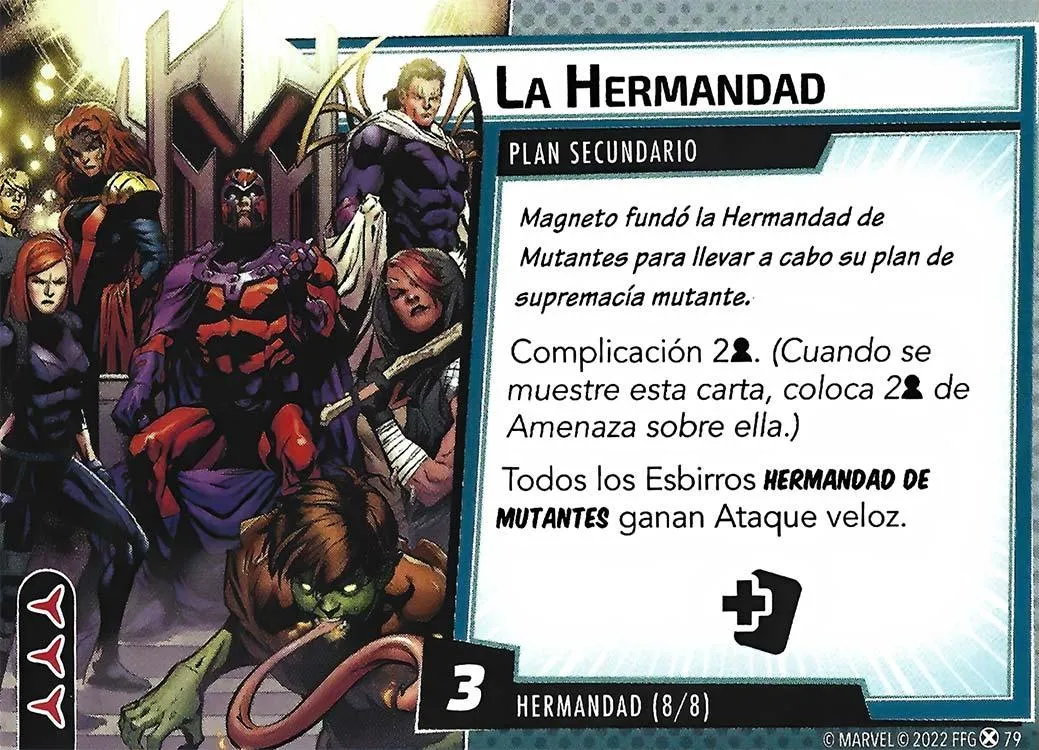 LA HERMANDAD
PLAN SECUNDARIO
Magneto fundó la Hermandad de
Mutantes para llevar a cabo su plan de
supremacía mutante.
Complicación 2. (Cuando se
muestre esta carta, coloca 2 de
Amenaza sobre ella.)
Todos los Esbirros HERMANDAD DE
MUTANTES ganan Ataque veloz.
3
HERMANDAD (8/8)
© MARVEL © 2022 FFG 79